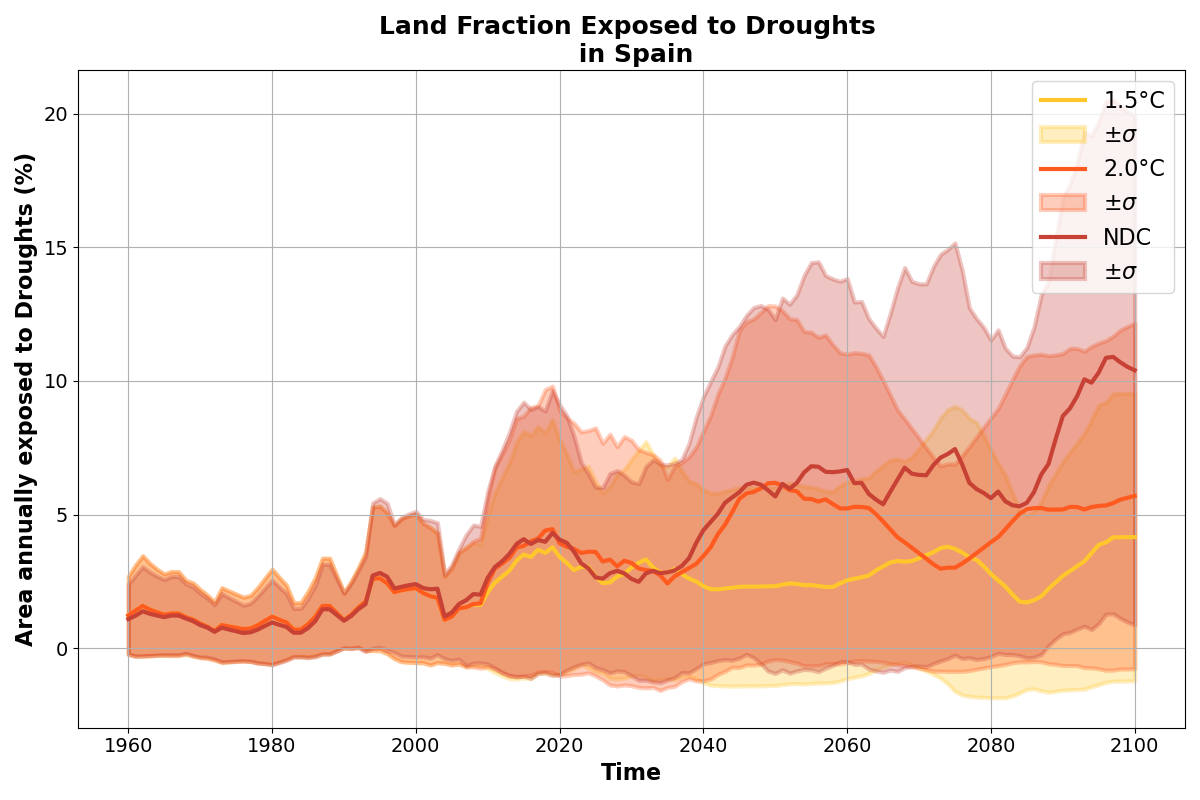 Land Fraction Exposed to Droughts
in Spain
Area annually exposed to Droughts (%)
20
15
10
5
0
1960 1980 2000 2020 2040 2060 2080 2100
Time
1.5°C
±σ
2.0°C
±σ
NDC
±σ